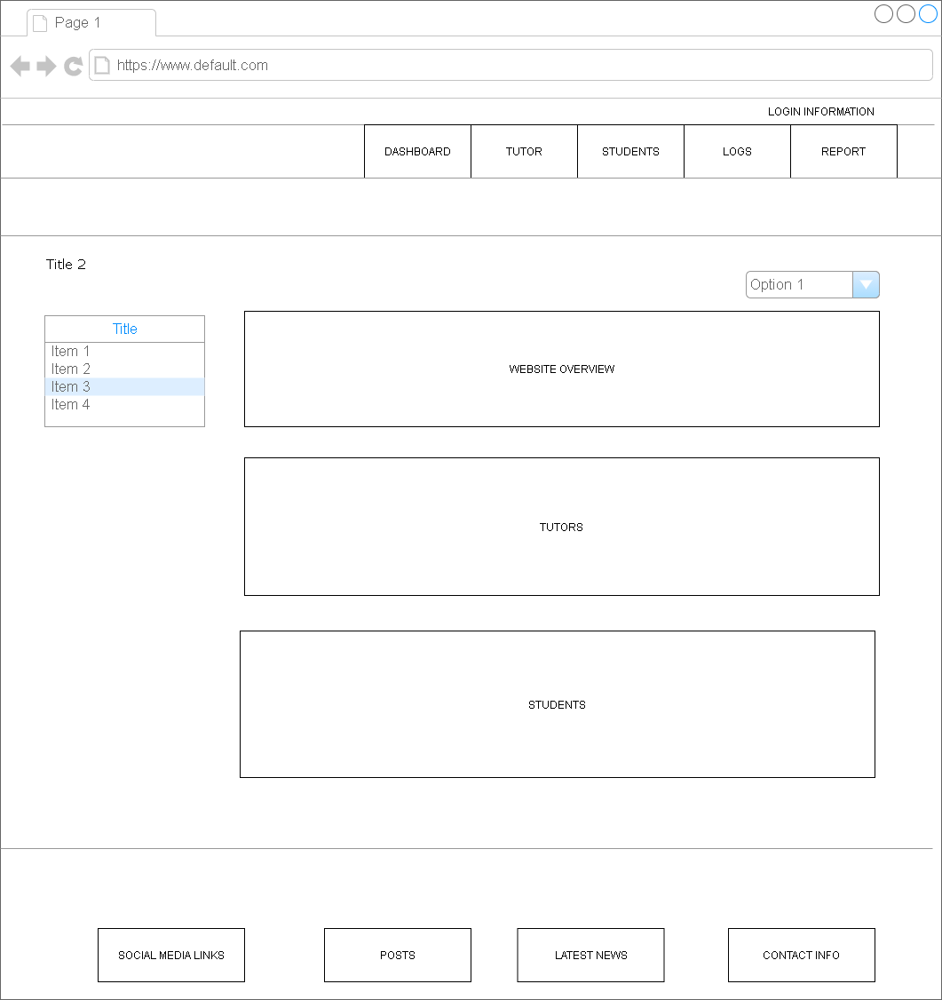 Page 1
https://www.default.com
LOGIN INFORMATION
DASHBOARD
TUTOR
STUDENTS
LOGS
REPORT
Title 2
Option 1
Title
Item 1
Item 2
Item 3
Item 4
WEBSITE OVERVIEW
TUTORS
STUDENTS
SOCIAL MEDIA LINKS
POSTS
LATEST NEWS
CONTACT INFO